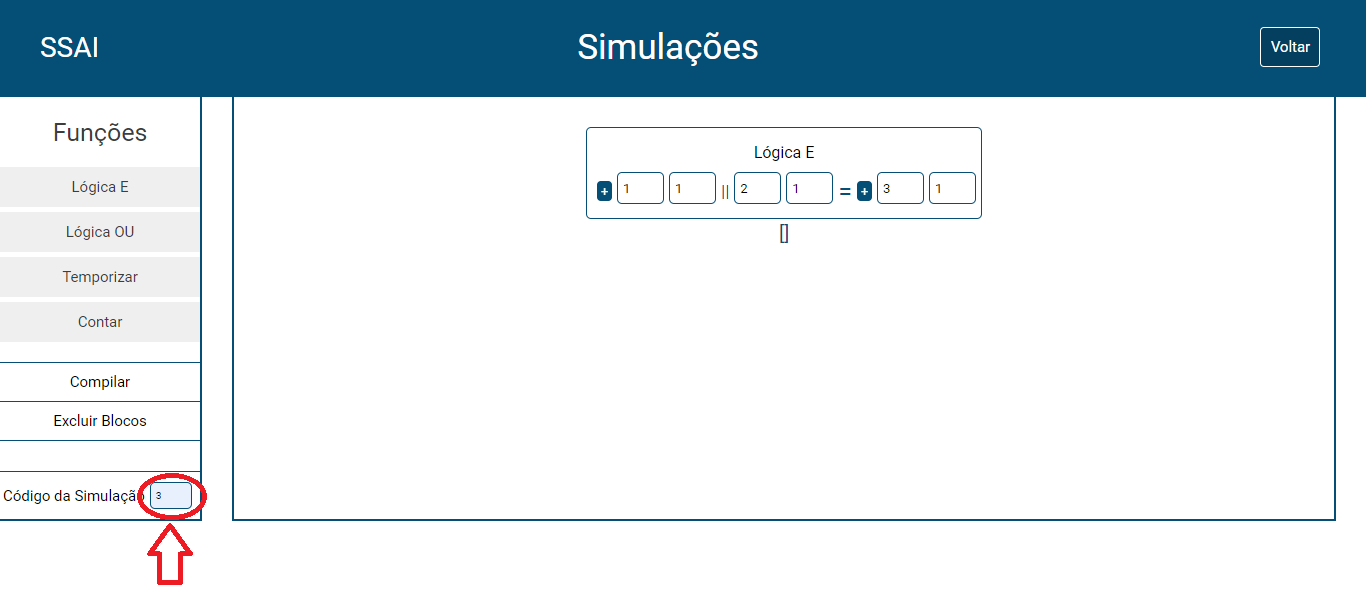 SSAI
Simulações
Voltar
Funções
Lógica E
Lógica OU
Temporizar
Contar
Compilar
Excluir Blocos
Código da Simulação 3
Lógica E
+ 1 1 || 2 1 = + 3 1
[]